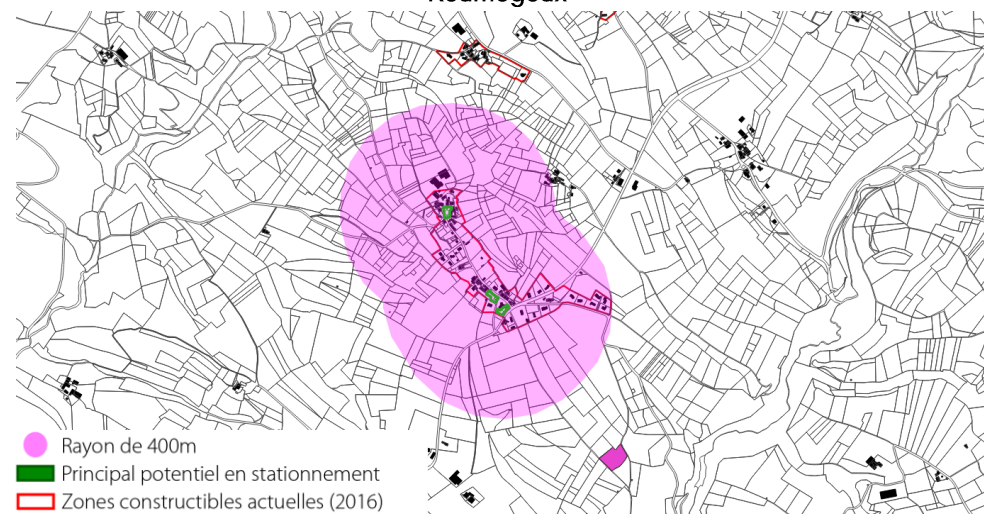 Rayon de 400m
Principal potentiel en stationnement
Zones constructibles actuelles (2016)